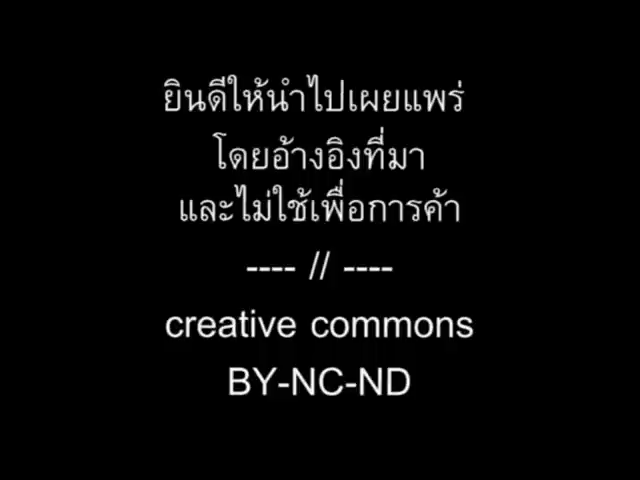 ยินดีให้นำไปเผยแพร่
โดยอ้างอิงที่มา
และไม่ใช้เพื่อการค้า
---- // ----
creative commons
BY-NC-ND